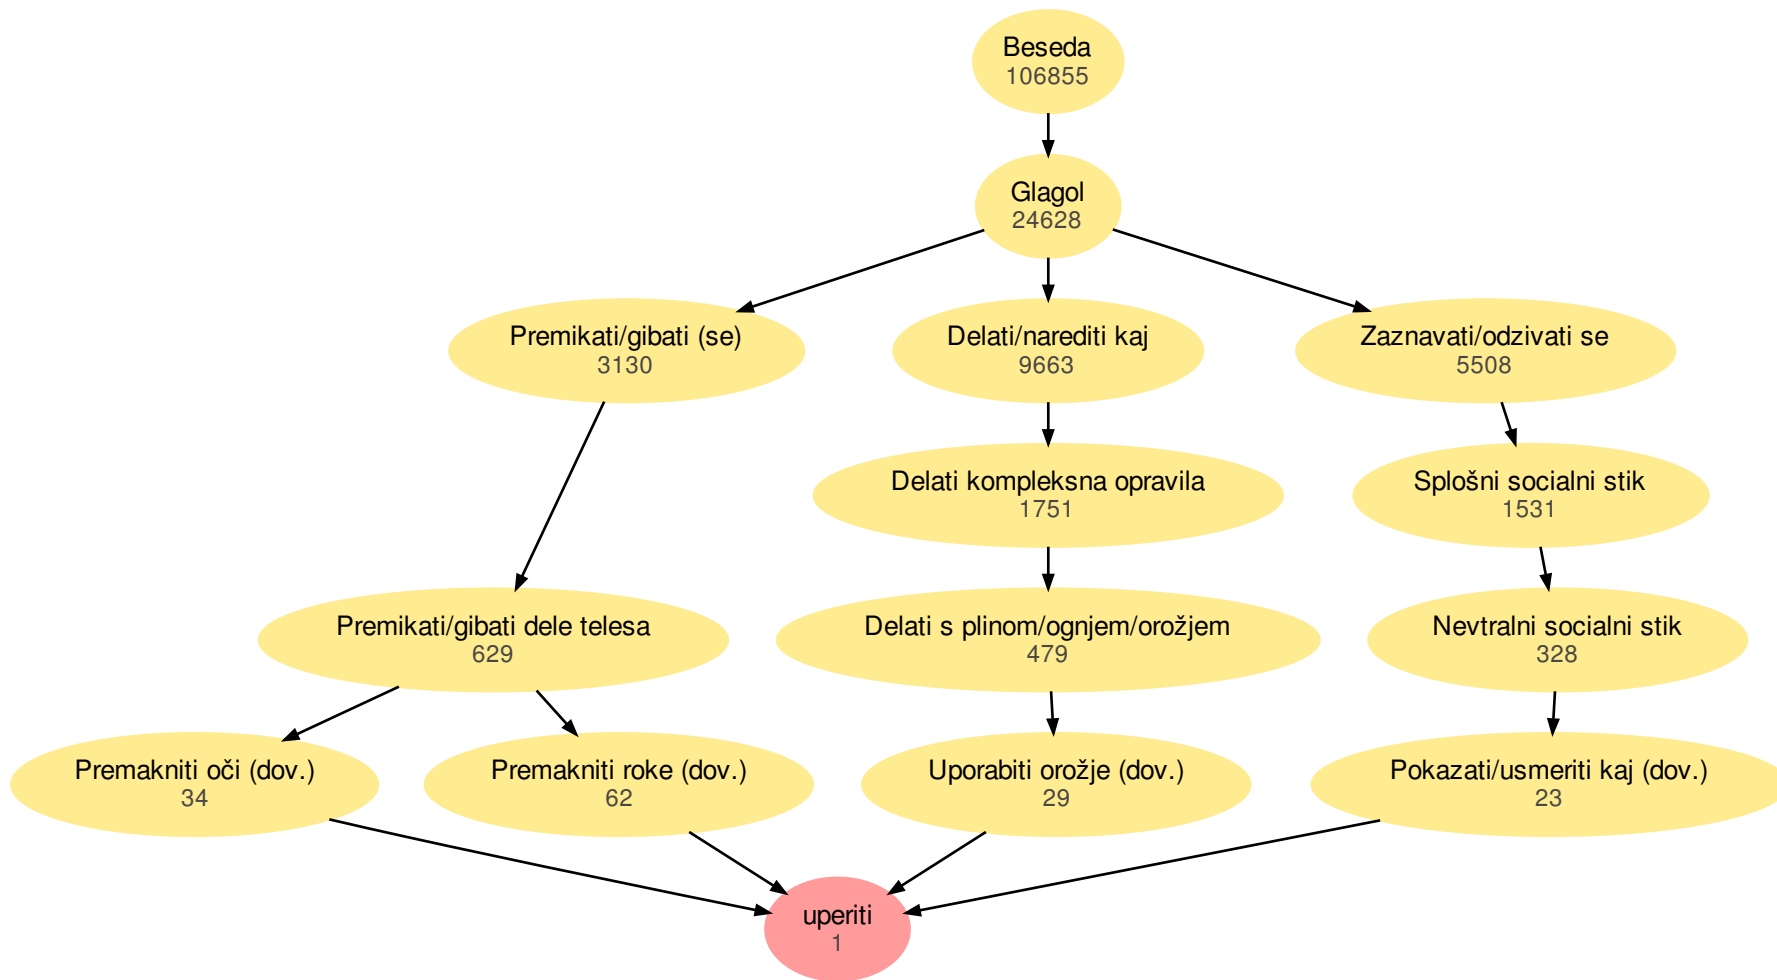 Beseda
106855
Glagol
24628
Premikati/gibati (se)
3130
Delati/narediti kaj
9663
Zaznavati/odzivati se
5508
Delati kompleksna opravila
1751
Splošni socialni stik
1531
Premikati/gibati dele telesa
629
Delati s plinom/ognjem/orožjem
479
Nevtralni socialni stik
328
Premakniti oči (dov.)
34
Premakniti roke (dov.)
62
Uporabiti orožje (dov.)
29
Pokazati/usmeriti kaj (dov.)
23
uperiti
1